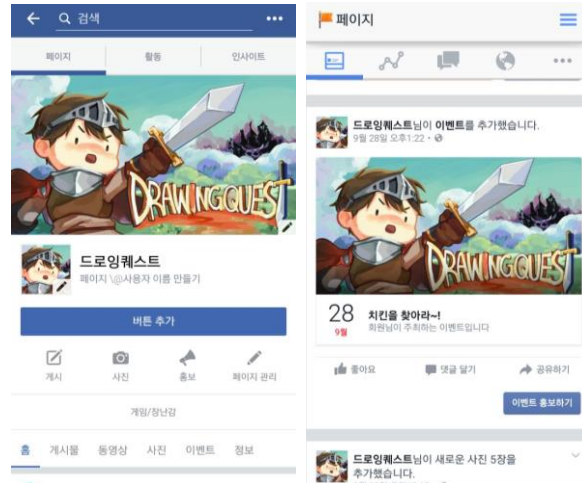 검색
페이지 활동 인사이트
DRAWINGQUEST
드로잉퀘스트
페이지 \@사용자 이름 만들기
버튼 추가
게시 사진 홍보 페이지 관리
게임/장난감
홈 게시물 동영상 사진 이벤트 정보
페이지
드로잉퀘스트님이 이벤트를 추가했습니다.
9월 28일 오후1:22
DRAWINGQUEST
28 치킨을 찾아라~!
9월 회원님이 주최하는 이벤트입니다
좋아요 댓글 달기 공유하기
이벤트 홍보하기
드로잉퀘스트님이 새로운 사진 5장을
추가했습니다.